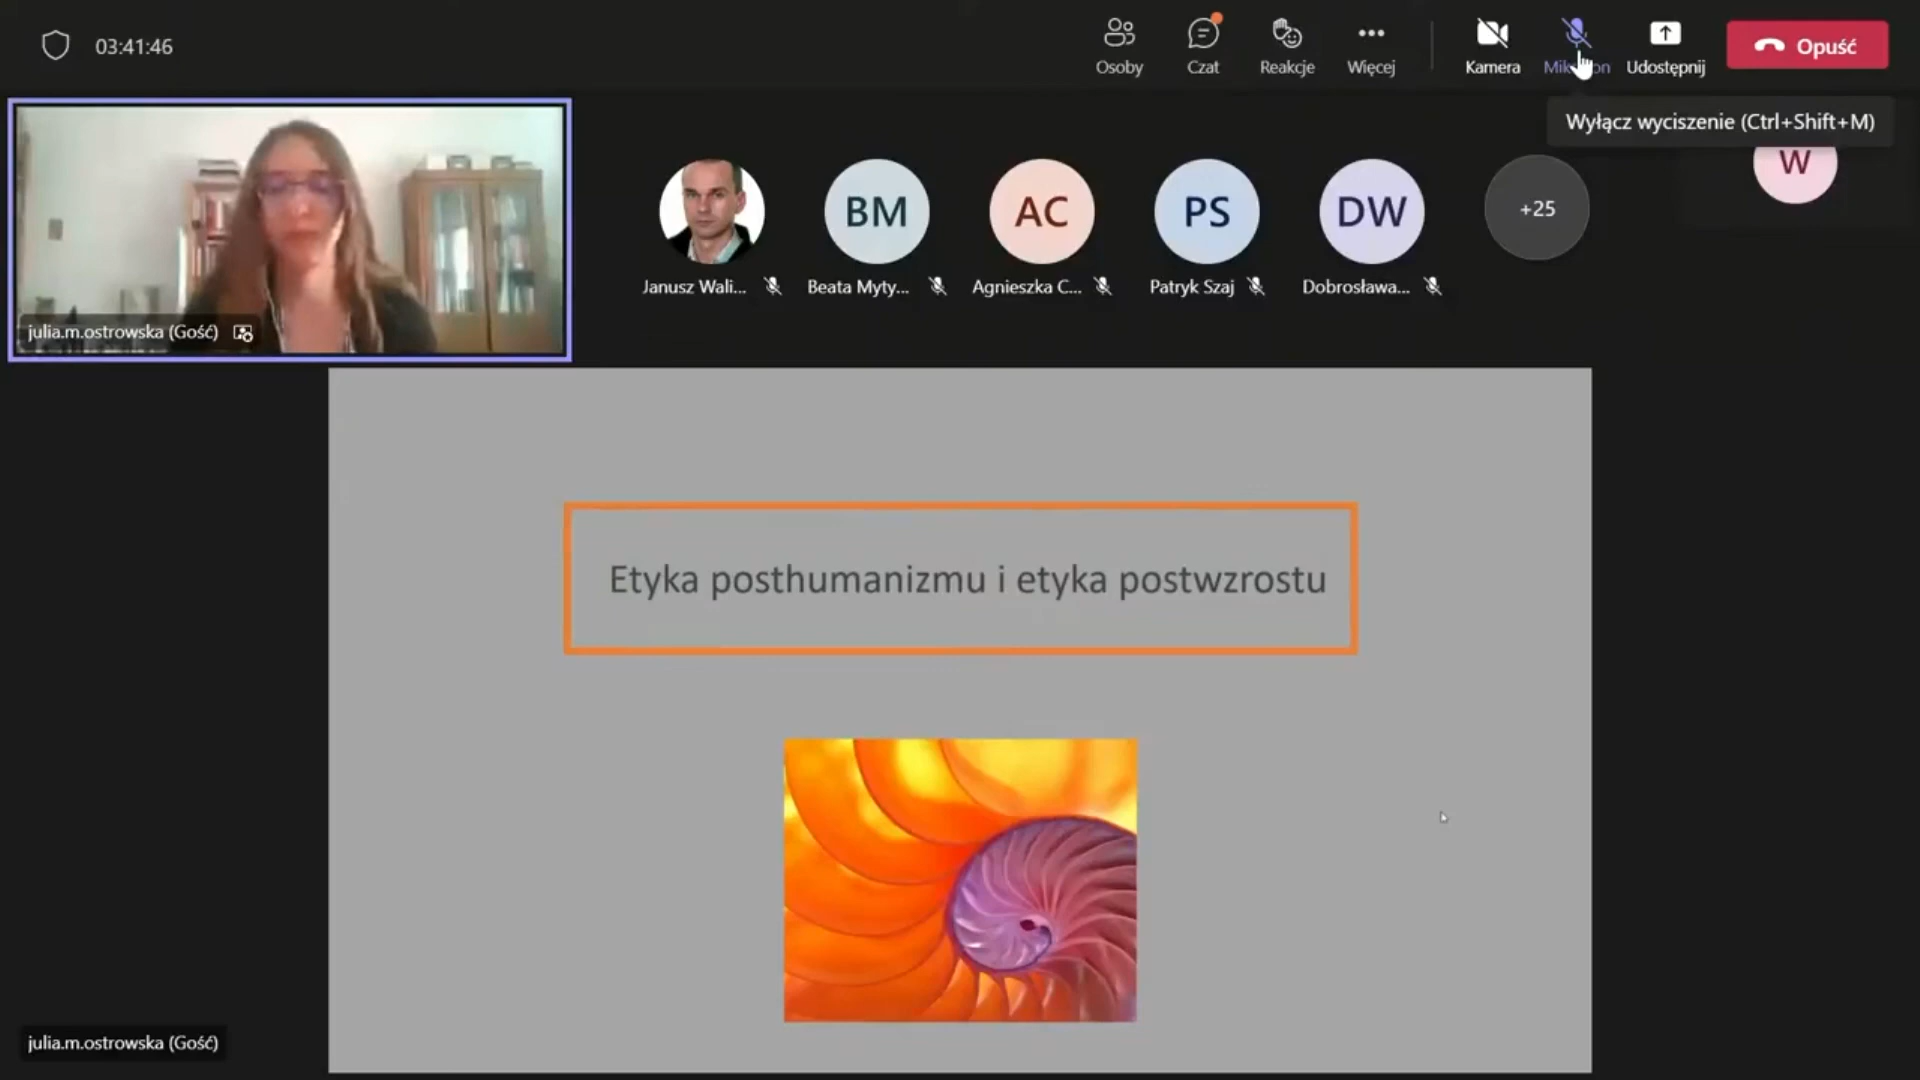 03:41:46
Osoby
Czat
Reakcje
Więcej
Kamera
Udostępnij
Opuść
Wyłącz wyciszenie (Ctrl+Shift+M)
W
BM
AC
PS
DW
+25
Janusz Wali...
Beata Myty...
Agnieszka C...
Patryk Szaj
Dobrosława...
julia.m.ostrowska (Gość)
Etyka posthumanizmu i etyka postwzrostu
julia.m.ostrowska (Gość)